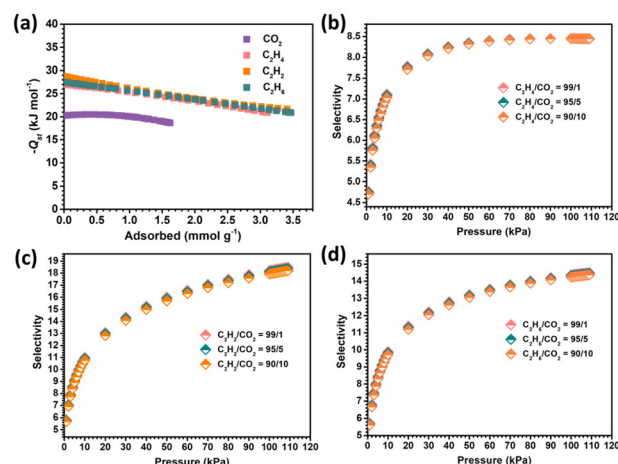 (a)
-Qst (kJ mol⁻¹)
40
35
30
25
20
15
10
5
0
CO₂
C₂H₄
C₂H₂
C₂H₆
0.0 0.5 1.0 1.5 2.0 2.5 3.0 3.5
Adsorbed (mmol g⁻¹)
(b)
Selectivity
8.5
8.0
7.5
7.0
6.5
6.0
5.5
5.0
4.5
C₂H₄/CO₂ = 99/1
C₂H₄/CO₂ = 95/5
C₂H₄/CO₂ = 90/10
0 10 20 30 40 50 60 70 80 90 100 110 120
Pressure (kPa)
(c)
Selectivity
19
18
17
16
15
14
13
12
11
10
9
8
7
6
5
C₂H₂/CO₂ = 99/1
C₂H₂/CO₂ = 95/5
C₂H₂/CO₂ = 90/10
0 10 20 30 40 50 60 70 80 90 100 110 120
Pressure (kPa)
(d)
Selectivity
15
14
13
12
11
10
9
8
7
6
5
C₂H₆/CO₂ = 99/1
C₂H₆/CO₂ = 95/5
C₂H₆/CO₂ = 90/10
0 10 20 30 40 50 60 70 80 90 100 110 120
Pressure (kPa)